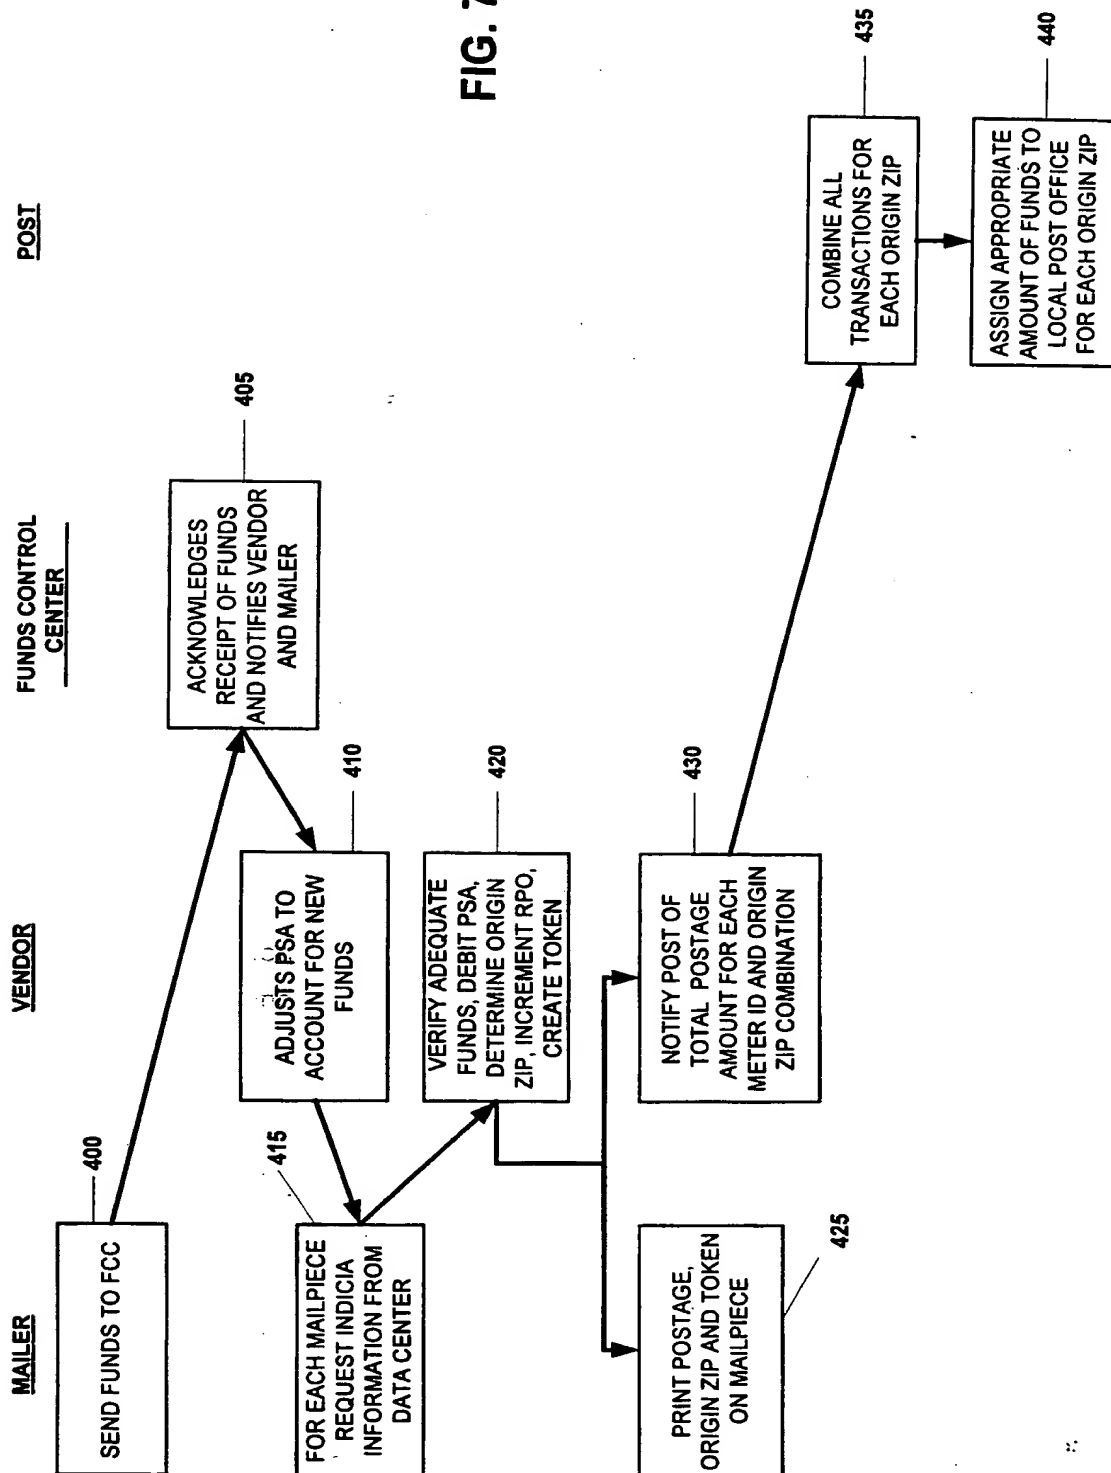 MAILER
VENDOR
FUNDS CONTROL
CENTER
POST
400
SEND FUNDS TO FCC
405
ACKNOWLEDGES
RECEIPT OF FUNDS
AND NOTIFIES VENDOR
AND MAILER
410
ADJUSTS PSA TO
ACCOUNT FOR NEW
FUNDS
415
FOR EACH MAILPIECE
REQUEST INDICIA
INFORMATION FROM
DATA CENTER
420
VERIFY ADEQUATE
FUNDS, DEBIT PSA,
DETERMINE ORIGIN
ZIP, INCREMENT RPO,
CREATE TOKEN
425
PRINT POSTAGE,
ORIGIN ZIP AND TOKEN
ON MAILPIECE
430
NOTIFY POST OF
TOTAL POSTAGE
AMOUNT FOR EACH
METER ID AND ORIGIN
ZIP COMBINATION
435
COMBINE ALL
TRANSACTIONS FOR
EACH ORIGIN ZIP
440
ASSIGN APPROPRIATE
AMOUNT OF FUNDS TO
LOCAL POST OFFICE
FOR EACH ORIGIN ZIP
FIG. 7